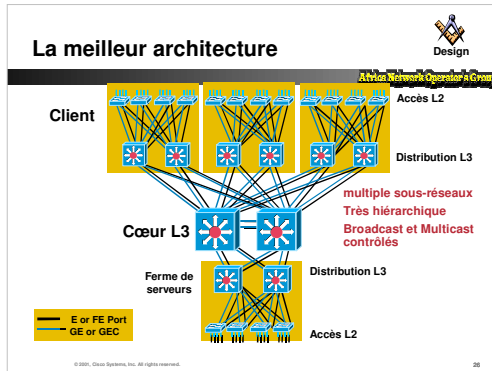 La meilleur architecture
Design
Africa Network Operator's Group
Client
Accès L2
Distribution L3
multiple sous-réseaux
Très hiérarchique
Broadcast et Multicast
contrôlés
Cœur L3
Ferme de
serveurs
Distribution L3
E or FE Port
GE or GEC
Accès L2
© 2001, Cisco Systems, Inc. All rights reserved.
26